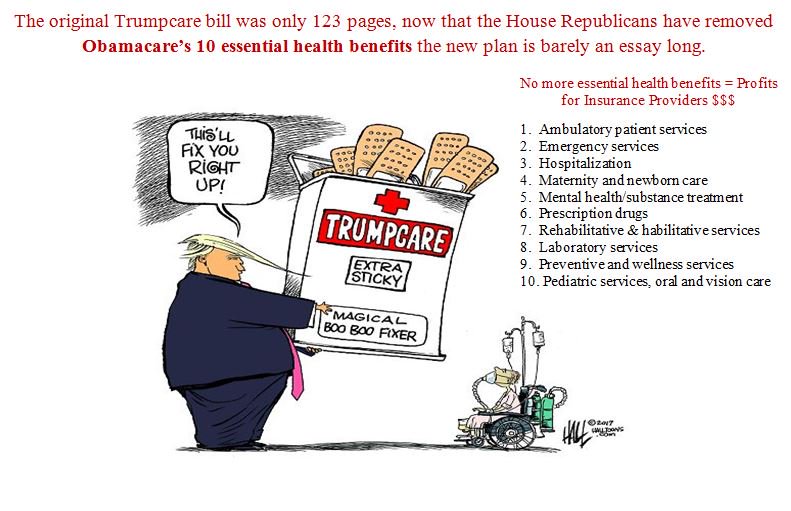 The original Trumpcare bill was only 123 pages, now that the House Republicans have removed
Obamacare's 10 essential health benefits the new plan is barely an essay long.
No more essential health benefits = Profits
for Insurance Providers $$$
1. Ambulatory patient services
2. Emergency services
3. Hospitalization
4. Maternity and newborn care
5. Mental health/substance treatment
6. Prescription drugs
7. Rehabilitative & habilitative services
8. Laboratory services
9. Preventive and wellness services
10. Pediatric services, oral and vision care
THIS'LL
FIX YOU
RIGHT
UP!
TRUMPCARE
EXTRA
STICKY
MAGICAL
BOO BOO FIXER
HALL
©2017
HALLTOONS
.COM